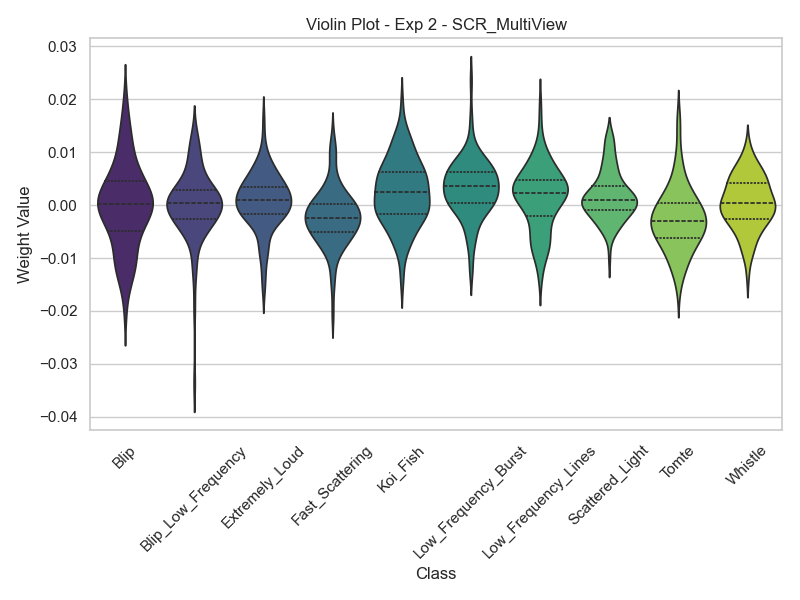 Violin Plot - Exp 2 - SCR_MultiView
Weight Value
0.03
0.02
0.01
0.00
−0.01
−0.02
−0.03
−0.04
Blip
Blip_Low_Frequency
Extremely_Loud
Fast_Scattering
Koi_Fish
Low_Frequency_Burst
Low_Frequency_Lines
Scattered_Light
Tomte
Whistle
Class